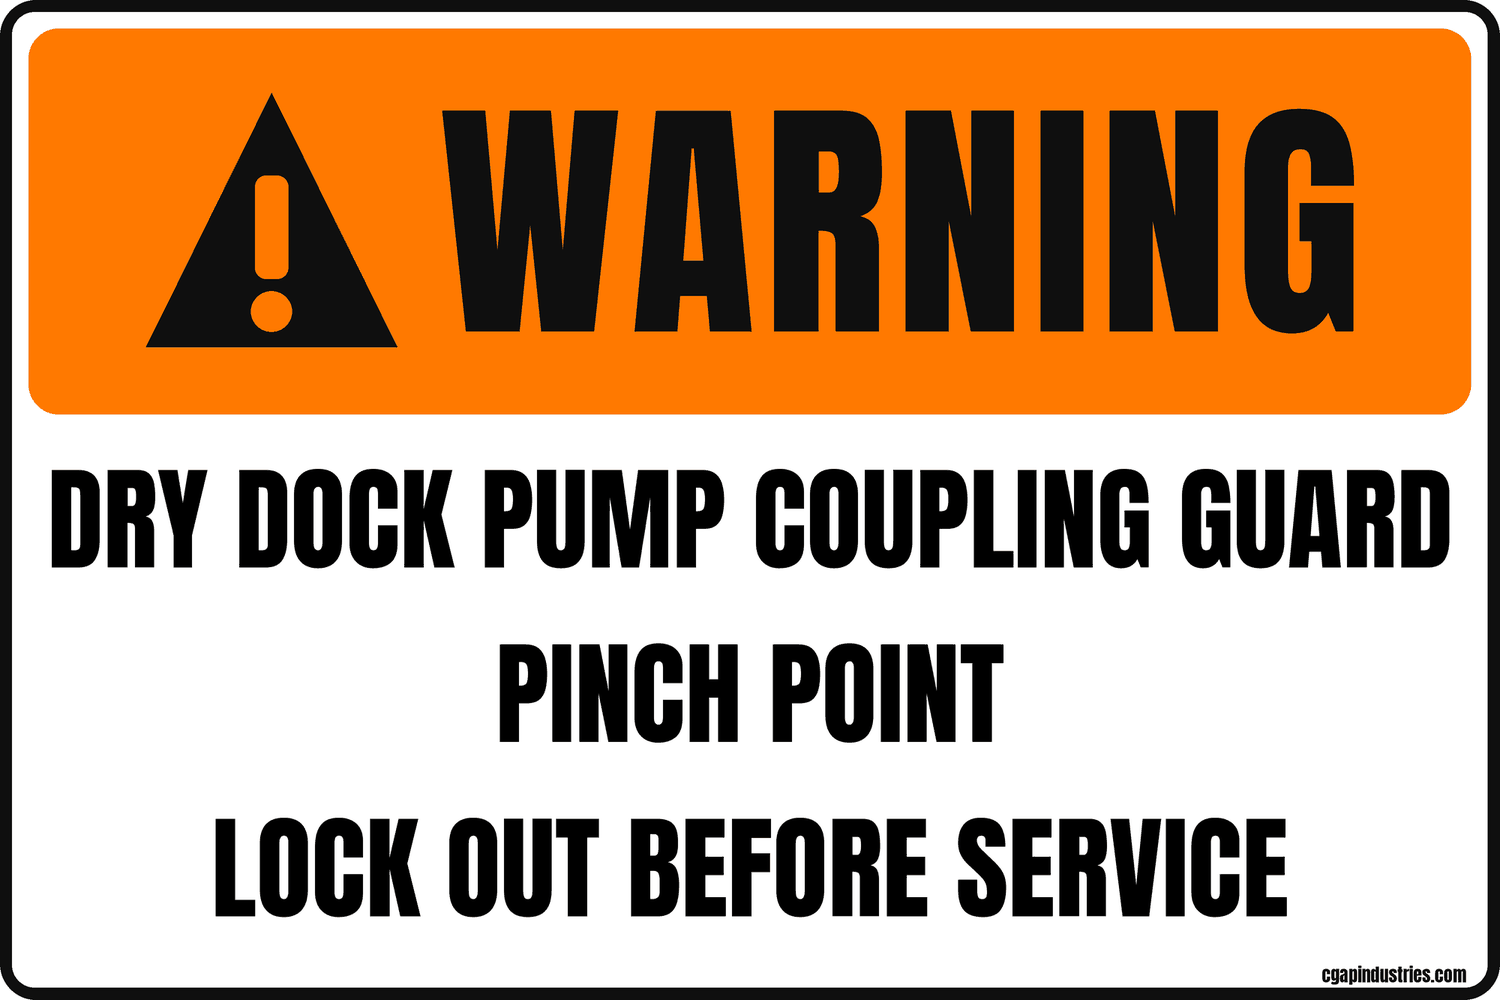 WARNING
DRY DOCK PUMP COUPLING GUARD
PINCH POINT
LOCK OUT BEFORE SERVICE
cgapindustries.com